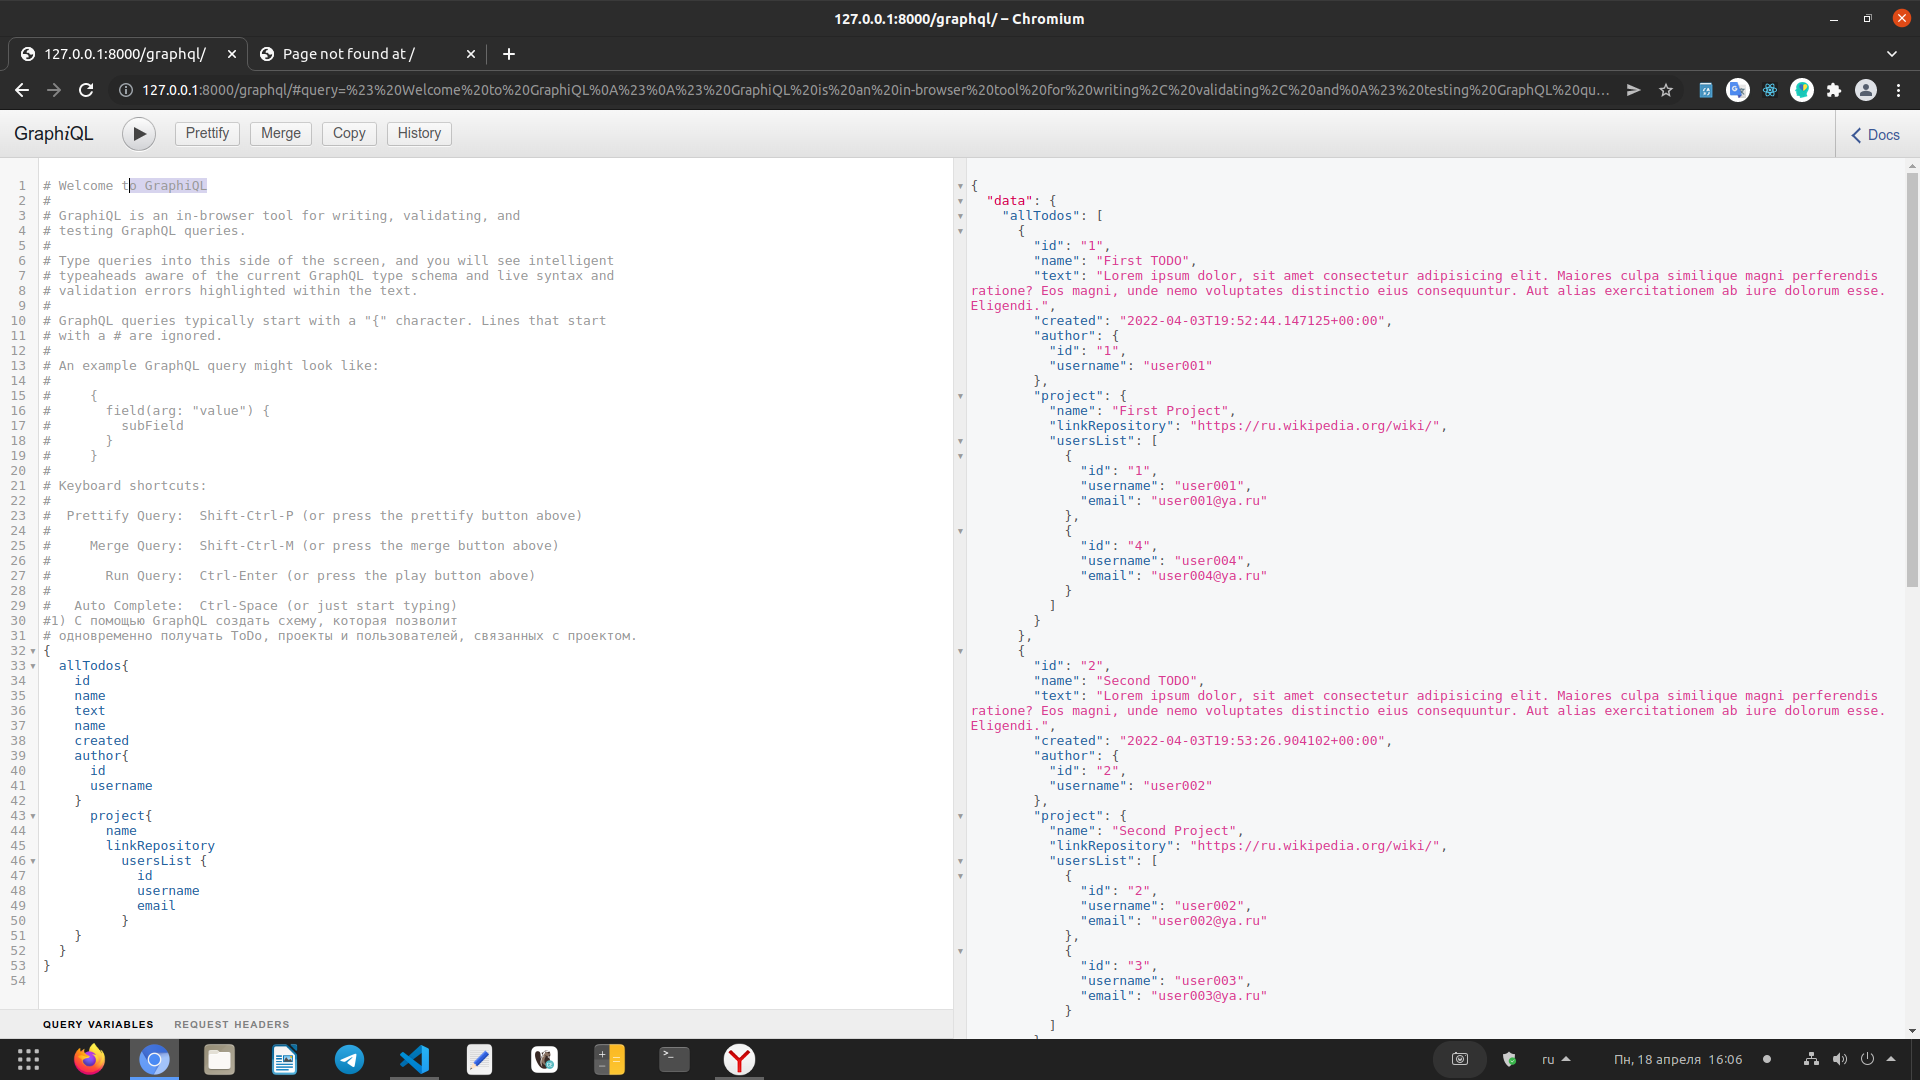 127.0.0.1:8000/graphql/ – Chromium
127.0.0.1:8000/graphql/
Page not found at /
127.0.0.1:8000/graphql/#query=%23%20Welcome%20to%20GraphiQL%0A%23%0A%23%20GraphiQL%20is%20an%20in-browser%20tool%20for%20writing%2C%20validating%2C%20and%0A%23%20testing%20GraphQL%20qu...
GraphiQL
Prettify
Merge
Copy
History
Docs
1 # Welcome to GraphiQL
2 #
3 # GraphiQL is an in-browser tool for writing, validating, and
4 # testing GraphQL queries.
5 #
6 # Type queries into this side of the screen, and you will see intelligent
7 # typeaheads aware of the current GraphQL type schema and live syntax and
8 # validation errors highlighted within the text.
9 #
10 # GraphQL queries typically start with a "{" character. Lines that start
11 # with a # are ignored.
12 #
13 # An example GraphQL query might look like:
14 #
15 #     {
16 #       field(arg: "value") {
17 #         subField
18 #       }
19 #     }
20 #
21 # Keyboard shortcuts:
22 #
23 #  Prettify Query:  Shift-Ctrl-P (or press the prettify button above)
24 #
25 #     Merge Query:  Shift-Ctrl-M (or press the merge button above)
26 #
27 #       Run Query:  Ctrl-Enter (or press the play button above)
28 #
29 #   Auto Complete:  Ctrl-Space (or just start typing)
30 #1) С помощью GraphQL создать схему, которая позволит
31 # одновременно получать ToDo, проекты и пользователей, связанных с проектом.
32 {
33   allTodos{
34     id
35     name
36     text
37     name
38     created
39     author{
40       id
41       username
42     }
43       project{
44         name
45         linkRepository
46           usersList {
47             id
48             username
49             email
50           }
51     }
52   }
53 }
54
QUERY VARIABLES
REQUEST HEADERS
{
  "data": {
    "allTodos": [
      {
        "id": "1",
        "name": "First TODO",
        "text": "Lorem ipsum dolor, sit amet consectetur adipisicing elit. Maiores culpa similique magni perferendis
ratione? Eos magni, unde nemo voluptates distinctio eius consequuntur. Aut alias exercitationem ab iure dolorum esse.
Eligendi.",
        "created": "2022-04-03T19:52:44.147125+00:00",
        "author": {
          "id": "1",
          "username": "user001"
        },
        "project": {
          "name": "First Project",
          "linkRepository": "https://ru.wikipedia.org/wiki/",
          "usersList": [
            {
              "id": "1",
              "username": "user001",
              "email": "user001@ya.ru"
            },
            {
              "id": "4",
              "username": "user004",
              "email": "user004@ya.ru"
            }
          ]
        }
      },
      {
        "id": "2",
        "name": "Second TODO",
        "text": "Lorem ipsum dolor, sit amet consectetur adipisicing elit. Maiores culpa similique magni perferendis
ratione? Eos magni, unde nemo voluptates distinctio eius consequuntur. Aut alias exercitationem ab iure dolorum esse.
Eligendi.",
        "created": "2022-04-03T19:53:26.904102+00:00",
        "author": {
          "id": "2",
          "username": "user002"
        },
        "project": {
          "name": "Second Project",
          "linkRepository": "https://ru.wikipedia.org/wiki/",
          "usersList": [
            {
              "id": "2",
              "username": "user002",
              "email": "user002@ya.ru"
            },
            {
              "id": "3",
              "username": "user003",
              "email": "user003@ya.ru"
            }
          ]
        }
ru
Пн, 18 апреля 16:06